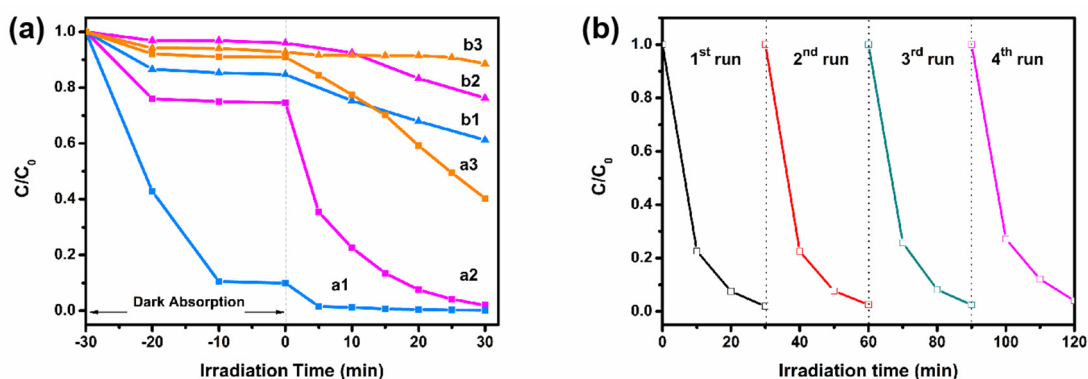 (a)
C/C0
1.0
0.8
0.6
0.4
0.2
0.0
b3
b2
b1
a3
a2
a1
Dark Absorption
-30 -20 -10 0 10 20 30
Irradiation Time (min)
(b)
C/C0
1.0
0.8
0.6
0.4
0.2
0.0
1st run 2nd run 3rd run 4th run
0 20 40 60 80 100 120
Irradiation time (min)